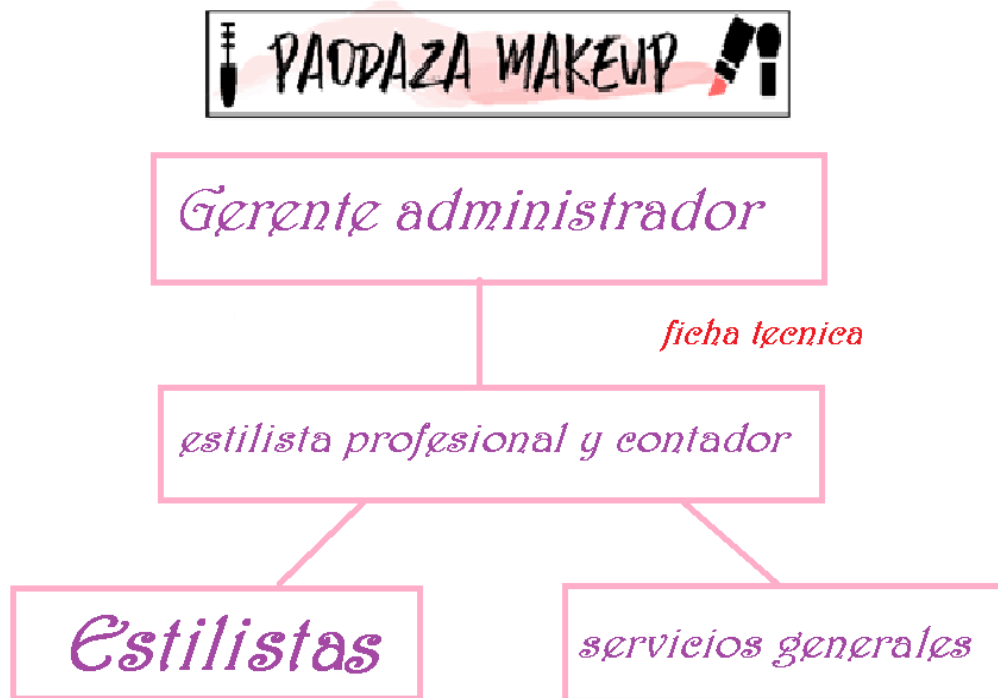 PAODAZA MAKEUP
Gerente administrador
ficha tecnica
estilista profesional y contador
Estilistas
servicios generales